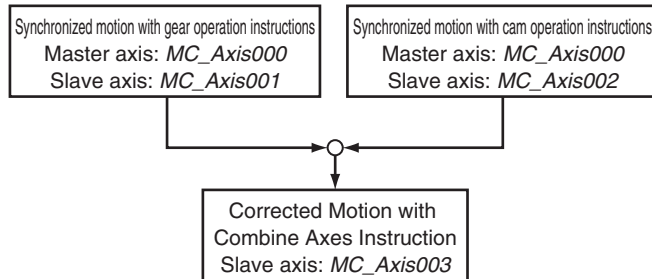 Synchronized motion with gear operation instructions
Master axis: MC_Axis000
Slave axis: MC_Axis001
Synchronized motion with cam operation instructions
Master axis: MC_Axis000
Slave axis: MC_Axis002
Corrected Motion with
Combine Axes Instruction
Slave axis: MC_Axis003